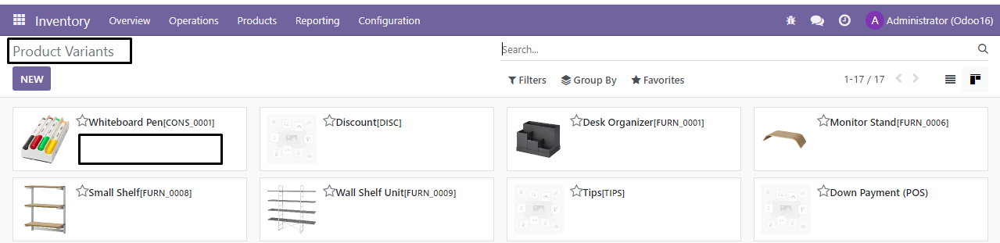 Inventory Overview Operations Products Reporting Configuration A Administrator (Odoo16)
Product Variants Search...
NEW Filters Group By Favorites 1-17 / 17
Whiteboard Pen[CONS_0001] Discount[DISC] Desk Organizer[FURN_0001] Monitor Stand[FURN_0006]
Small Shelf[FURN_0008] Wall Shelf Unit[FURN_0009] Tips[TIPS] Down Payment (POS)